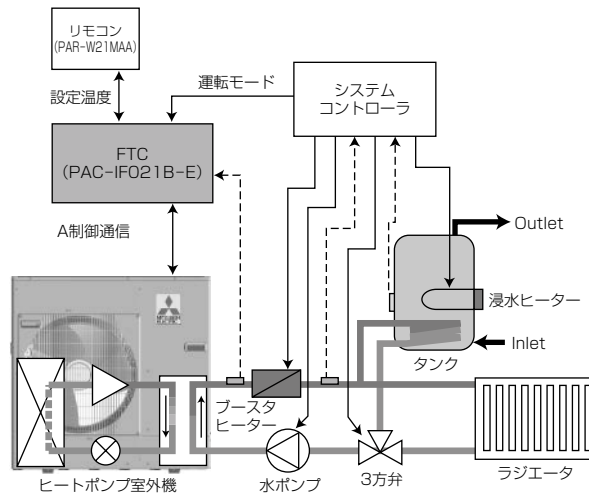 リモコン
(PAR-W21MAA)
運転モード
システム
コントローラ
設定温度
FTC
(PAC-IF021B-E)
A制御通信
Outlet
浸水ヒーター
Inlet
タンク
MITSUBISHI
ELECTRIC
ブースタ
ヒーター
ヒートポンプ室外機
水ポンプ
3方弁
ラジエータ